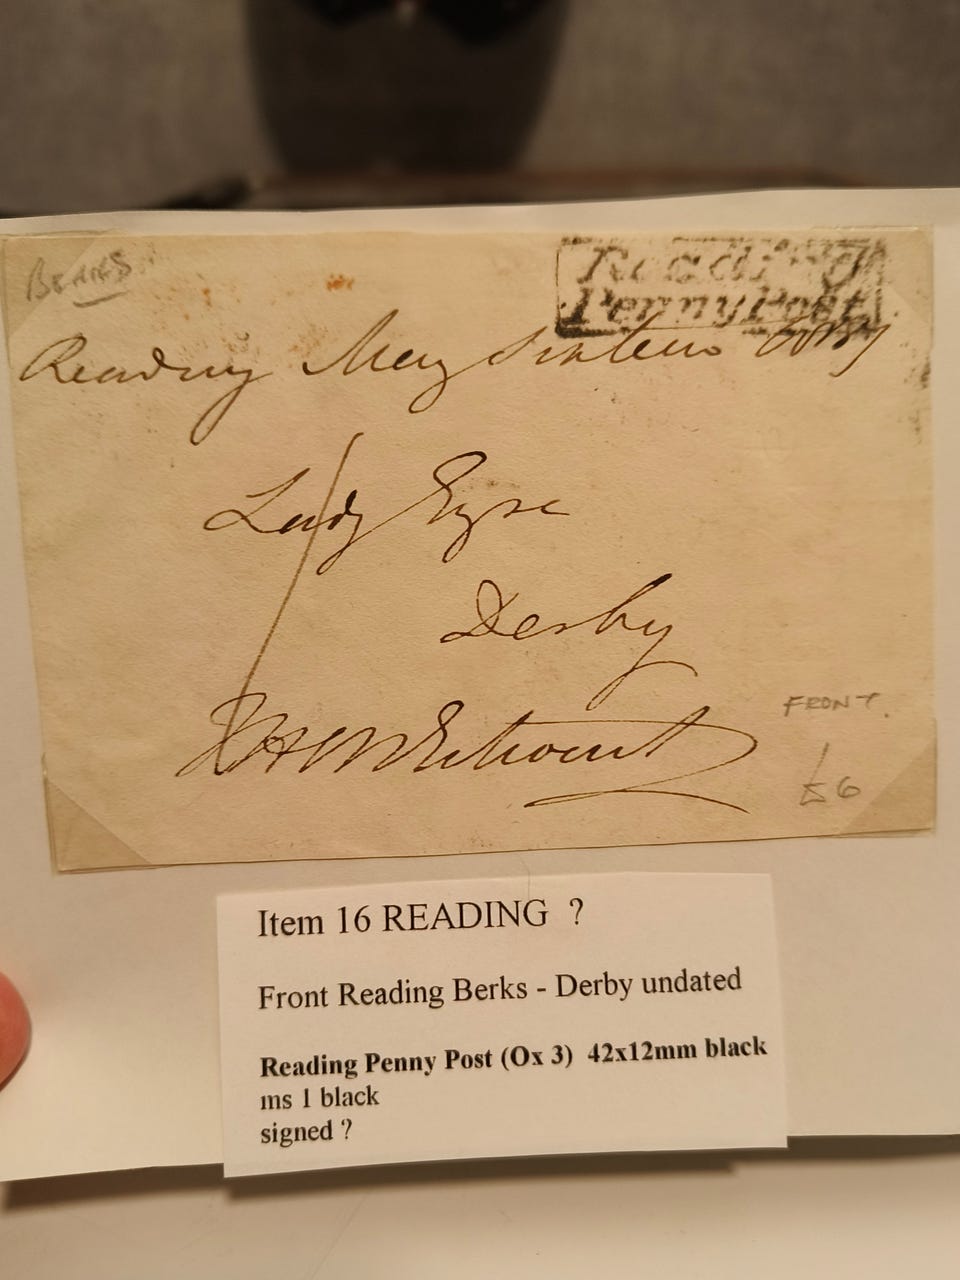 BERKS
Reading
Penny Post
Reading May Sixteen
Lady Eyre
Derby
FRONT.
£6
Item 16 READING ?
Front Reading Berks - Derby undated
Reading Penny Post (Ox 3) 42x12mm black
ms 1 black
signed ?